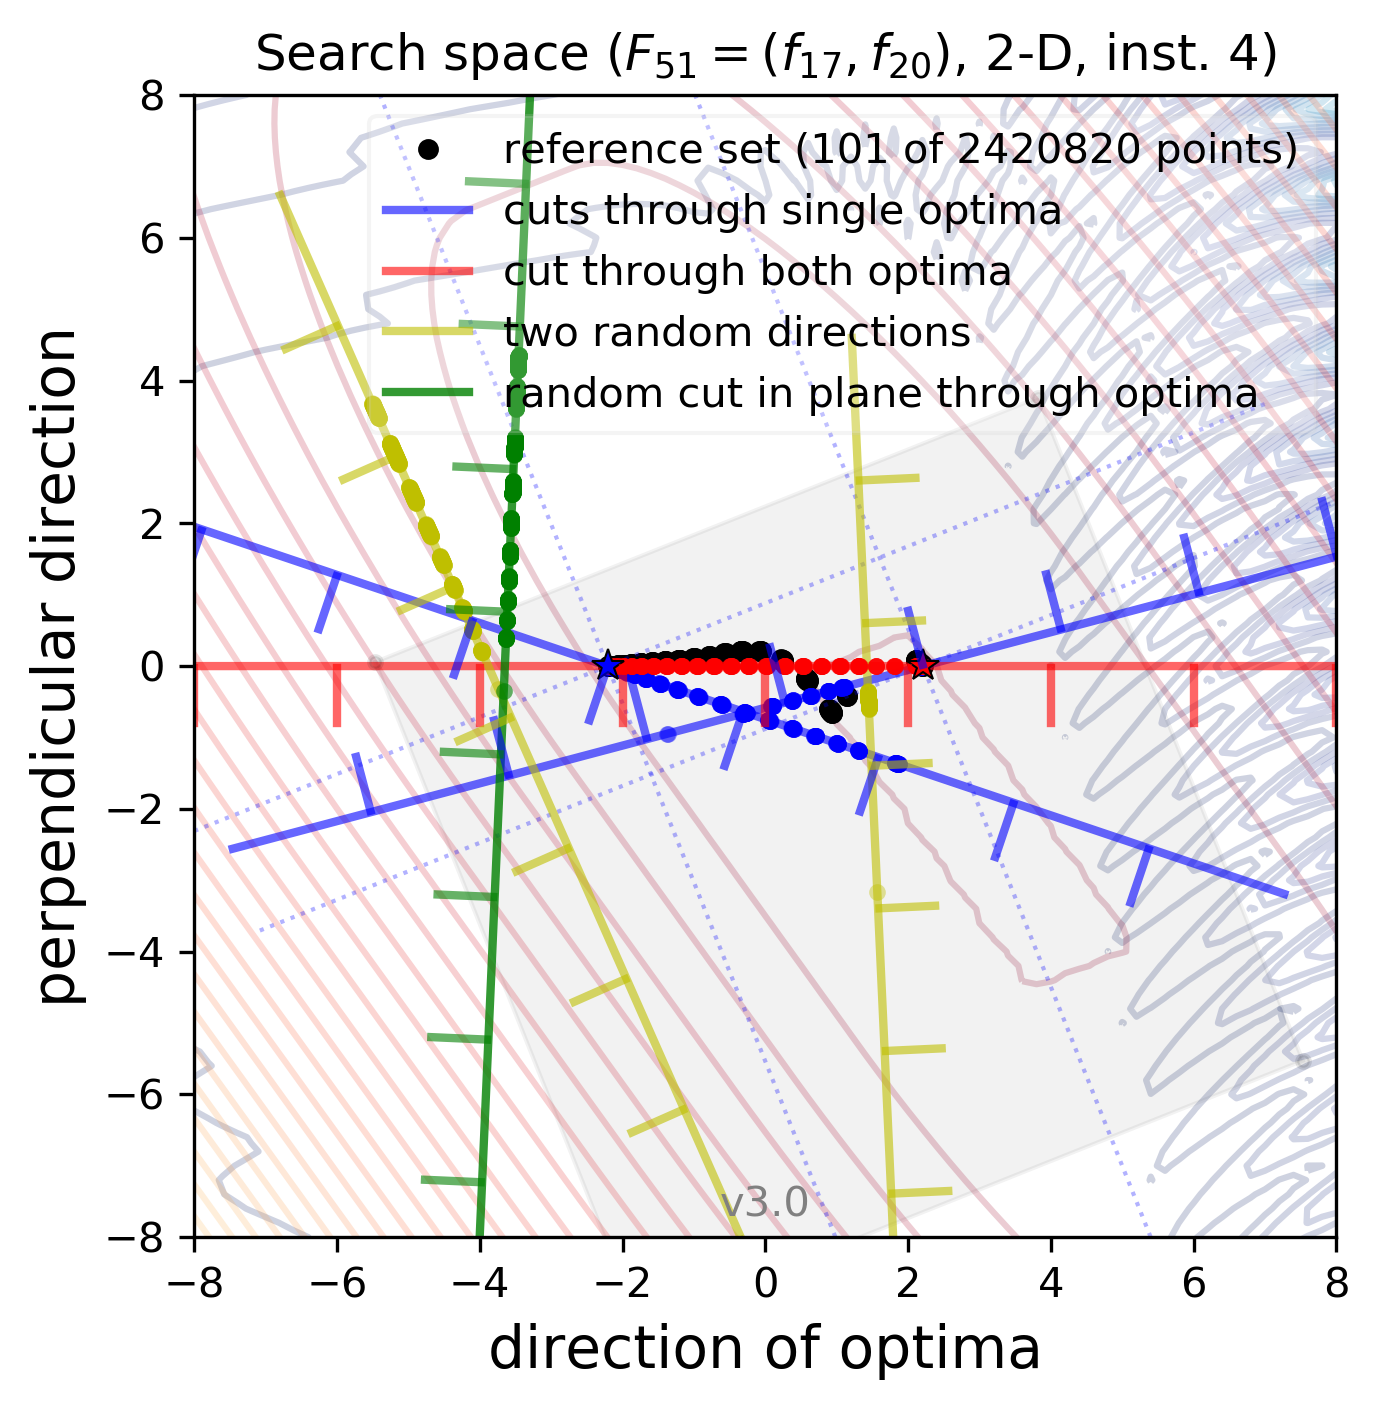 Search space (F₅₁ = (f₁₇, f₂₀), 2-D, inst. 4)
reference set (101 of 2420820 points)
cuts through single optima
cut through both optima
two random directions
random cut in plane through optima
perpendicular direction
8
6
4
2
0
−2
−4
−6
−8
v3.0
−8 −6 −4 −2 0 2 4 6 8
direction of optima